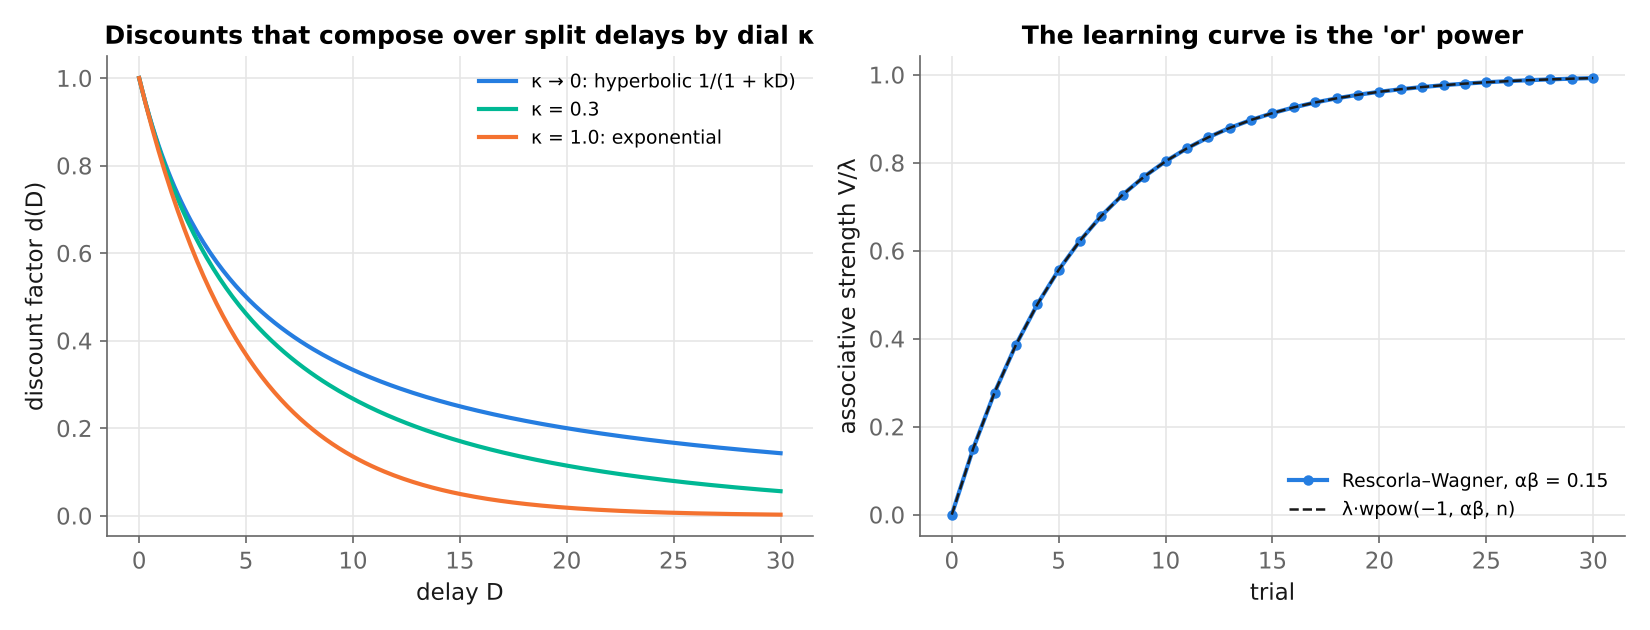 Discounts that compose over split delays by dial κ
κ → 0: hyperbolic 1/(1 + kD)
κ = 0.3
κ = 1.0: exponential
discount factor d(D)
1.0
0.8
0.6
0.4
0.2
0.0
0 5 10 15 20 25 30
delay D
The learning curve is the 'or' power
associative strength V/λ
1.0
0.8
0.6
0.4
0.2
0.0
Rescorla–Wagner, αβ = 0.15
λ·wpow(−1, αβ, n)
0 5 10 15 20 25 30
trial